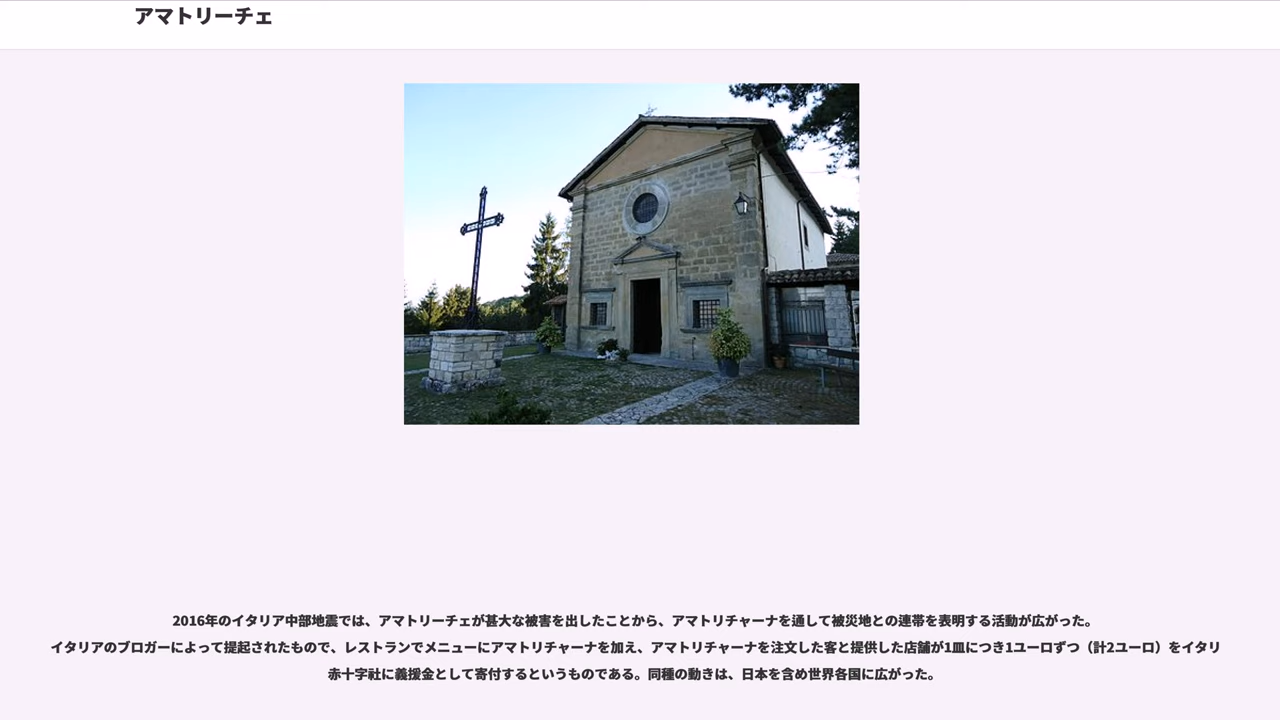 アマトリーチェ
2016年のイタリア中部地震では、アマトリーチェが甚大な被害を出したことから、アマトリチャーナを通して被災地との連帯を表明する活動が広がった。
イタリアのブロガーによって提起されたもので、レストランでメニューにアマトリチャーナを加え、アマトリチャーナを注文した客と提供した店舗が1皿につき1ユーロずつ（計2ユーロ）をイタリ
赤十字社に義援金として寄付するというものである。同種の動きは、日本を含め世界各国に広がった。